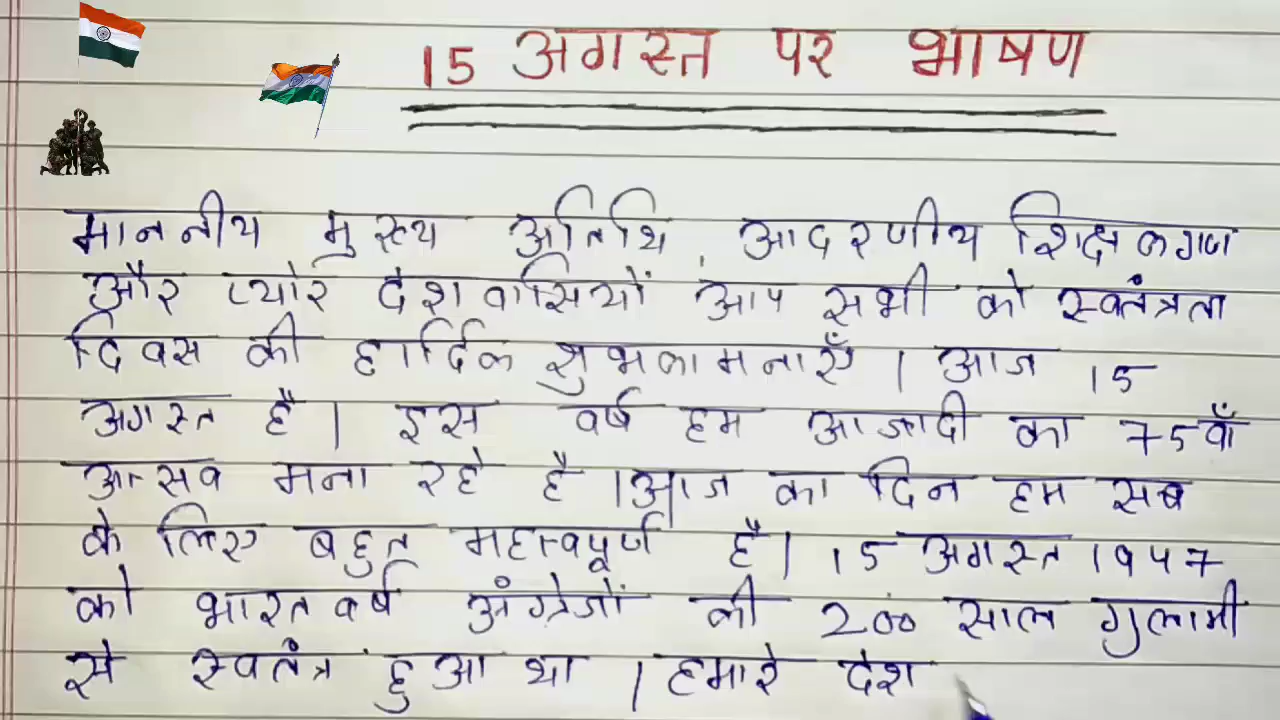 15 अगस्त पर भाषण
माननीय मुख्य अतिथि, आदरणीय शिक्षकगण
और प्यारे देशवासियों आप सभी को स्वतंत्रता
दिवस की हार्दिक शुभकामनाएँ। आज 15
अगस्त है। इस वर्ष हम आजादी का 75वाँ
उत्सव मना रहे है।आज का दिन हम सब
के लिए बहुत महत्वपूर्ण है। 15 अगस्त 1947
को भारतवर्ष अंग्रेजों की 200 साल गुलामी
से स्वतंत्र हुआ था। हमारे देश